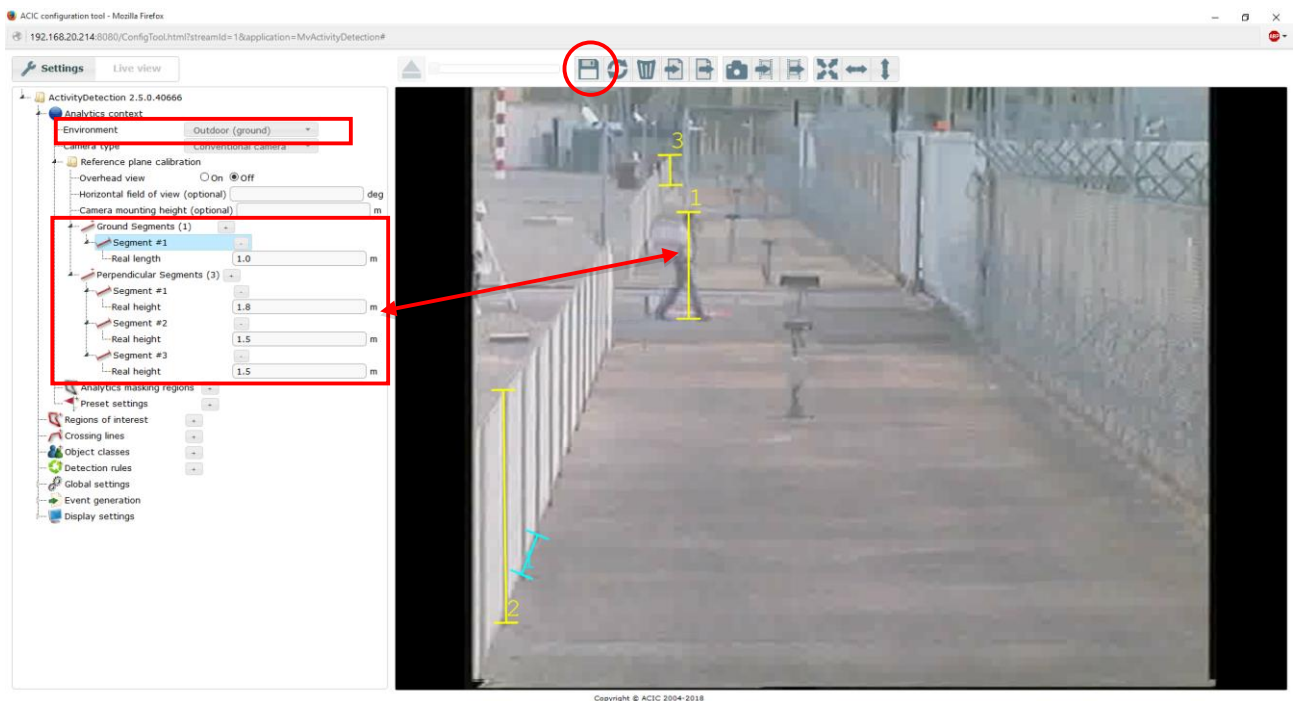 ACIC configuration tool - Mozilla Firefox
192.168.20.214:8080/ConfigTool.html?streamId=1&application=MvActivityDetection#
ABP
Settings Live view
ActivityDetection 2.5.0.40666
Analytics context
Environment Outdoor (ground)
Camera type Conventional camera
Reference plane calibration
Overhead view On Off
Horizontal field of view (optional) deg
Camera mounting height (optional) m
Ground Segments (1) +
Segment #1 -
Real length 1.0 m
Perpendicular Segments (3) +
Segment #1 -
Real height 1.8 m
Segment #2 -
Real height 1.5 m
Segment #3 -
Real height 1.5 m
Analytics masking regions +
Preset settings +
Regions of interest +
Crossing lines +
Object classes +
Detection rules +
Global settings
Event generation
Display settings
3
1
1
2
Copyright © ACIC 2004-2018